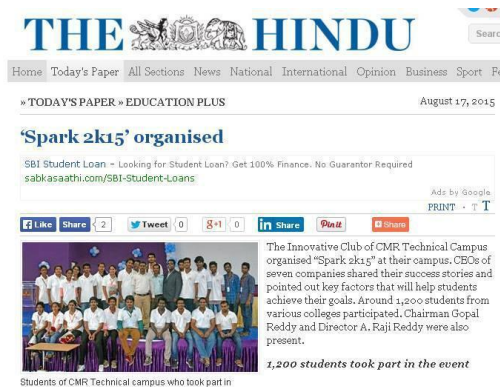 THE HINDU
Searc
Home Today's Paper All Sections News National International Opinion Business Sport Fe
» TODAY'S PAPER » EDUCATION PLUS
August 17, 2015
‘Spark 2k15’ organised
SBI Student Loan - Looking for Student Loan? Get 100% Finance. No Guarantor Required
sabkasaathi.com/SBI-Student-Loans
Ads by Google
PRINT · T T
Like Share 2 Tweet 0 g+1 0 in Share Pinit Share
The Innovative Club of CMR Technical Campus
organised “Spark 2k15” at their campus. CEOs of
seven companies shared their success stories and
pointed out key factors that will help students
achieve their goals. Around 1,200 students from
various colleges participated. Chairman Gopal
Reddy and Director A. Raji Reddy were also
present.
1,200 students took part in the event
Students of CMR Technical campus who took part in